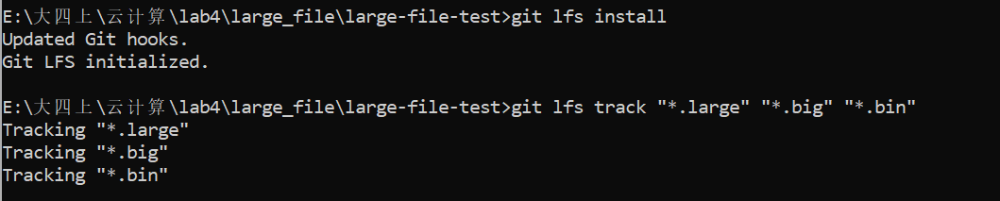 E:\大四上\云计算\lab4\large_file\large-file-test>git lfs install
Updated Git hooks.
Git LFS initialized.
E:\大四上\云计算\lab4\large_file\large-file-test>git lfs track "*.large" "*.big" "*.bin"
Tracking "*.large"
Tracking "*.big"
Tracking "*.bin"